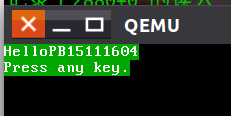 QEMU
HelloPB15111604
Press any key.